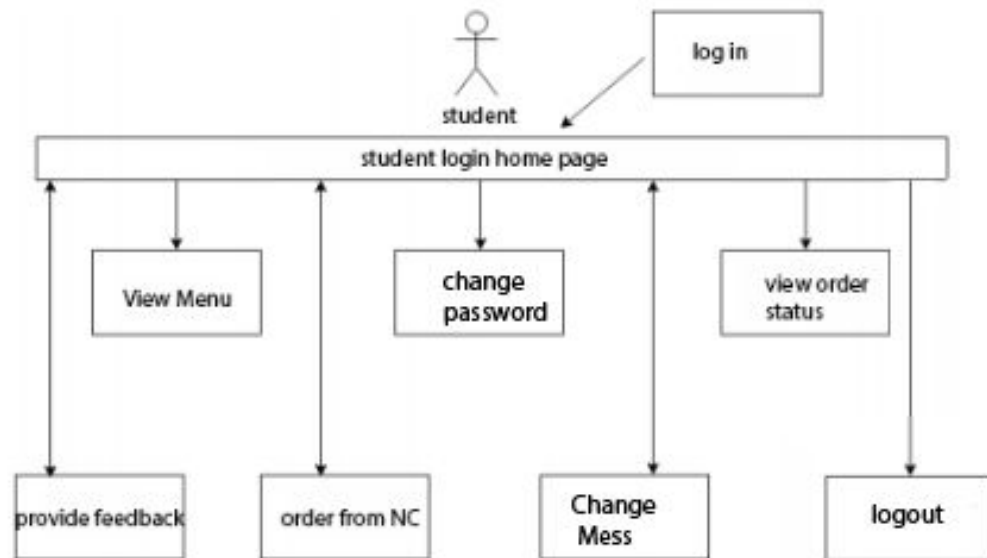 log in
student
student login home page
View Menu
change
password
view order
status
provide feedback
order from NC
Change
Mess
logout